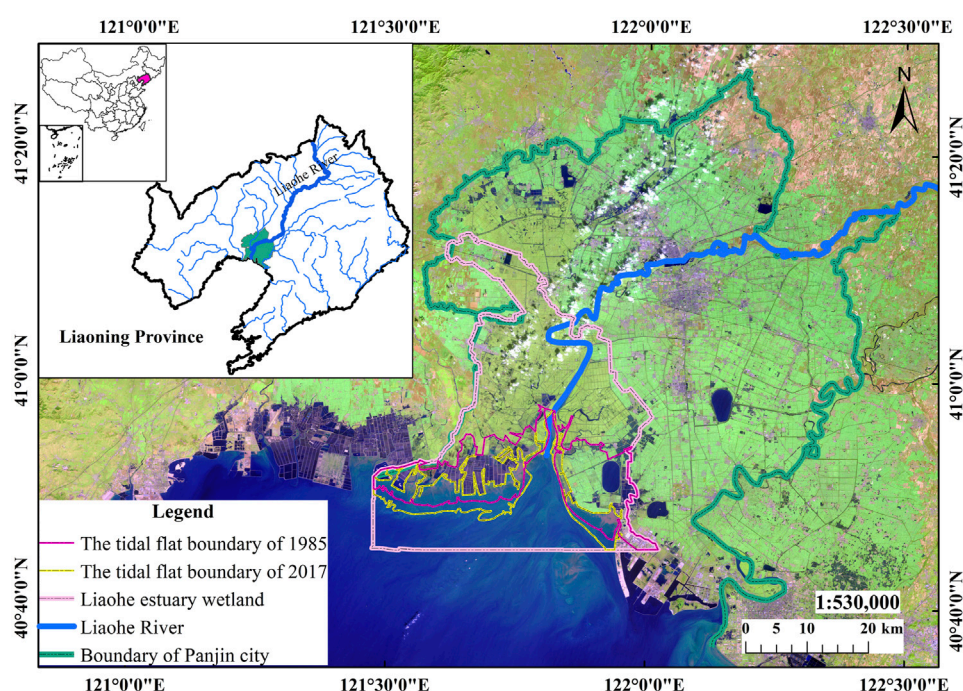 121°0'0"E
121°30'0"E
122°0'0"E
122°30'0"E
N
41°20'0"N
41°20'0"N
Liaohe River
Liaoning Province
41°0'0"N
41°0'0"N
Legend
The tidal flat boundary of 1985
The tidal flat boundary of 2017
Liaohe estuary wetland
Liaohe River
Boundary of Panjin city
40°40'0"N
40°40'0"N
1:530,000
0 5 10 20 km
121°0'0"E
121°30'0"E
122°0'0"E
122°30'0"E